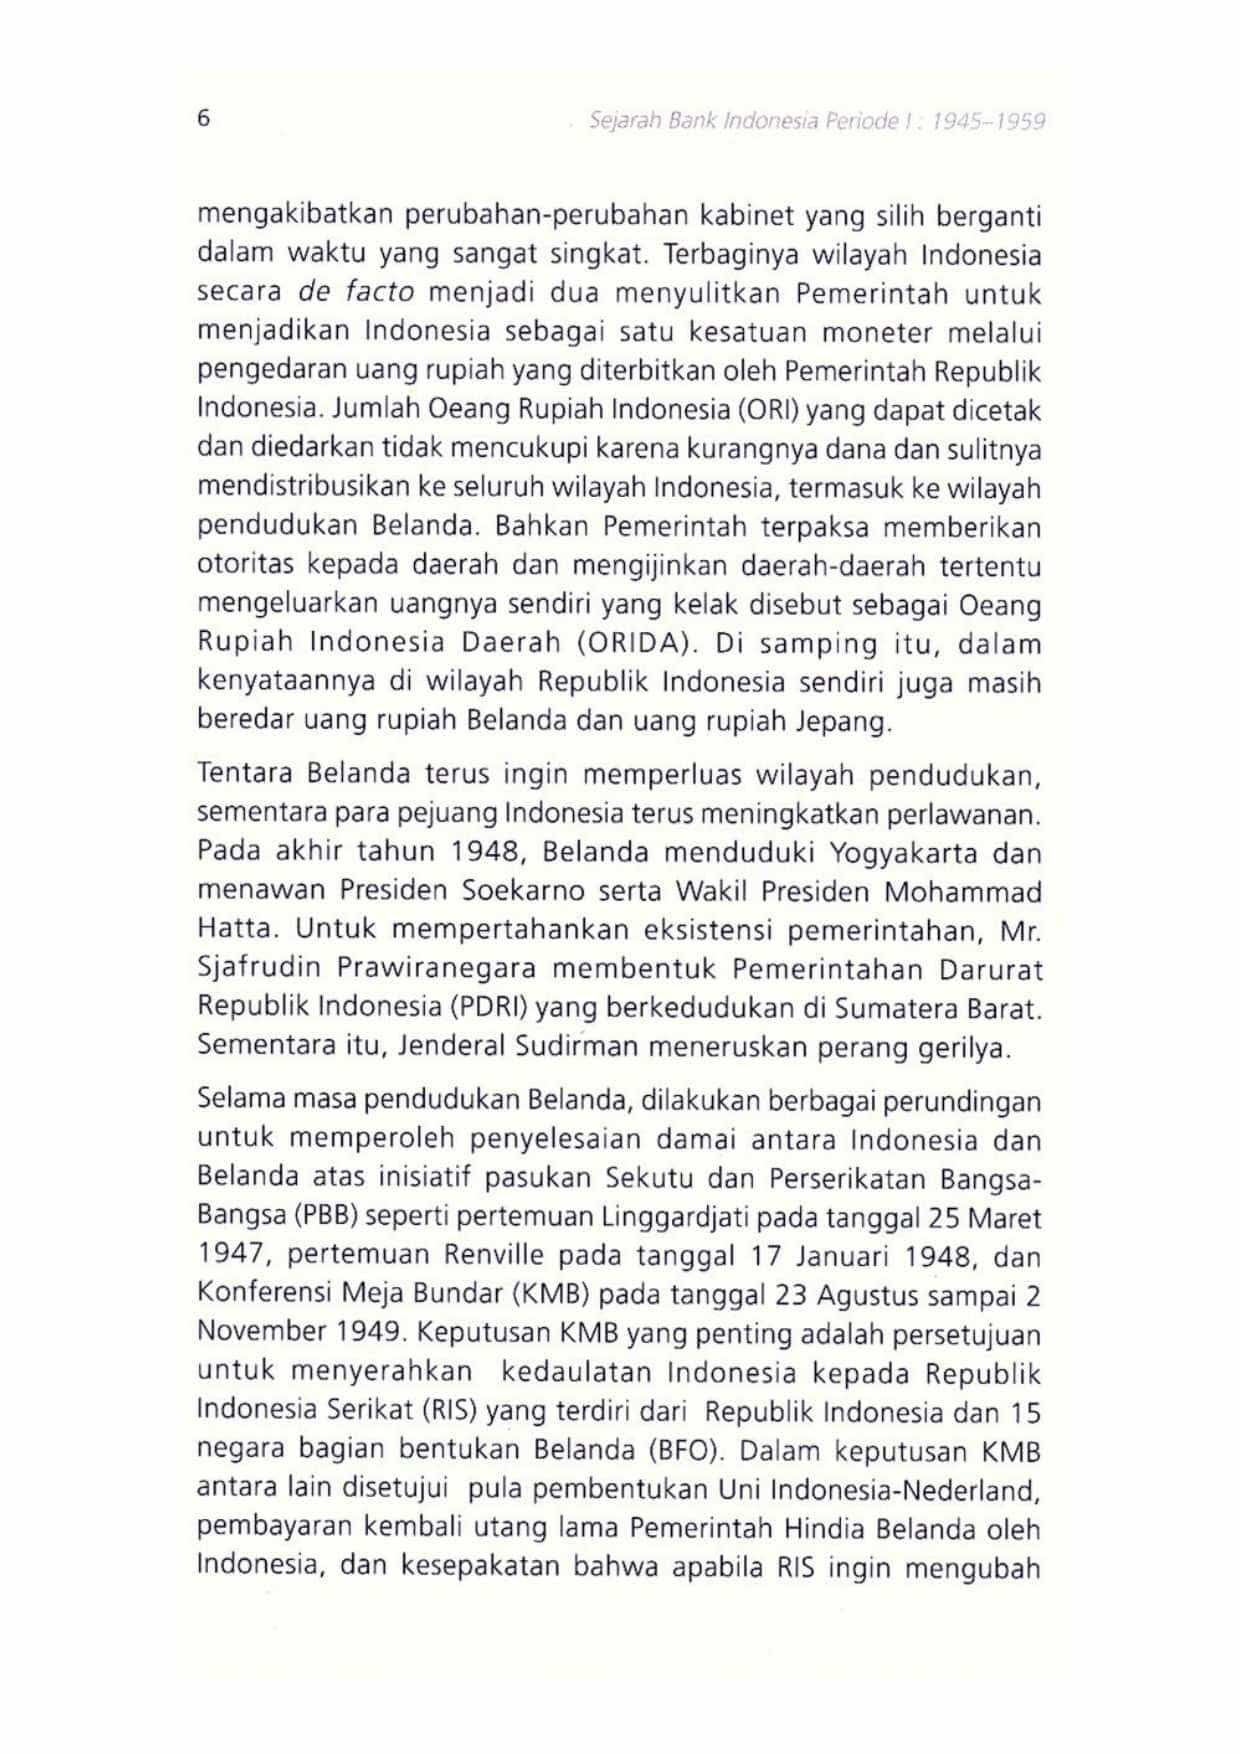 6
Sejarah Bank Indonesia Periode I : 1945–1959
mengakibatkan perubahan-perubahan kabinet yang silih berganti
dalam waktu yang sangat singkat. Terbaginya wilayah Indonesia
secara de facto menjadi dua menyulitkan Pemerintah untuk
menjadikan Indonesia sebagai satu kesatuan moneter melalui
pengedaran uang rupiah yang diterbitkan oleh Pemerintah Republik
Indonesia. Jumlah Oeang Rupiah Indonesia (ORI) yang dapat dicetak
dan diedarkan tidak mencukupi karena kurangnya dana dan sulitnya
mendistribusikan ke seluruh wilayah Indonesia, termasuk ke wilayah
pendudukan Belanda. Bahkan Pemerintah terpaksa memberikan
otoritas kepada daerah dan mengijinkan daerah-daerah tertentu
mengeluarkan uangnya sendiri yang kelak disebut sebagai Oeang
Rupiah Indonesia Daerah (ORIDA). Di samping itu, dalam
kenyataannya di wilayah Republik Indonesia sendiri juga masih
beredar uang rupiah Belanda dan uang rupiah Jepang.
Tentara Belanda terus ingin memperluas wilayah pendudukan,
sementara para pejuang Indonesia terus meningkatkan perlawanan.
Pada akhir tahun 1948, Belanda menduduki Yogyakarta dan
menawan Presiden Soekarno serta Wakil Presiden Mohammad
Hatta. Untuk mempertahankan eksistensi pemerintahan, Mr.
Sjafrudin Prawiranegara membentuk Pemerintahan Darurat
Republik Indonesia (PDRI) yang berkedudukan di Sumatera Barat.
Sementara itu, Jenderal Sudirman meneruskan perang gerilya.
Selama masa pendudukan Belanda, dilakukan berbagai perundingan
untuk memperoleh penyelesaian damai antara Indonesia dan
Belanda atas inisiatif pasukan Sekutu dan Perserikatan Bangsa-
Bangsa (PBB) seperti pertemuan Linggardjati pada tanggal 25 Maret
1947, pertemuan Renville pada tanggal 17 Januari 1948, dan
Konferensi Meja Bundar (KMB) pada tanggal 23 Agustus sampai 2
November 1949. Keputusan KMB yang penting adalah persetujuan
untuk menyerahkan kedaulatan Indonesia kepada Republik
Indonesia Serikat (RIS) yang terdiri dari Republik Indonesia dan 15
negara bagian bentukan Belanda (BFO). Dalam keputusan KMB
antara lain disetujui pula pembentukan Uni Indonesia-Nederland,
pembayaran kembali utang lama Pemerintah Hindia Belanda oleh
Indonesia, dan kesepakatan bahwa apabila RIS ingin mengubah